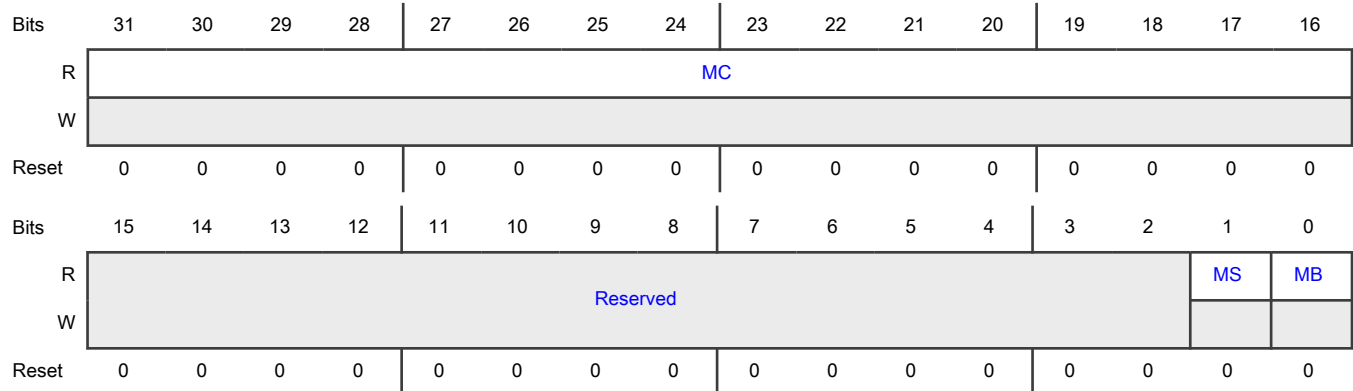 Bits 31 30 29 28 27 26 25 24 23 22 21 20 19 18 17 16
R MC
W
Reset 0 0 0 0 0 0 0 0 0 0 0 0 0 0 0 0
Bits 15 14 13 12 11 10 9 8 7 6 5 4 3 2 1 0
R Reserved MS MB
W
Reset 0 0 0 0 0 0 0 0 0 0 0 0 0 0 0 0